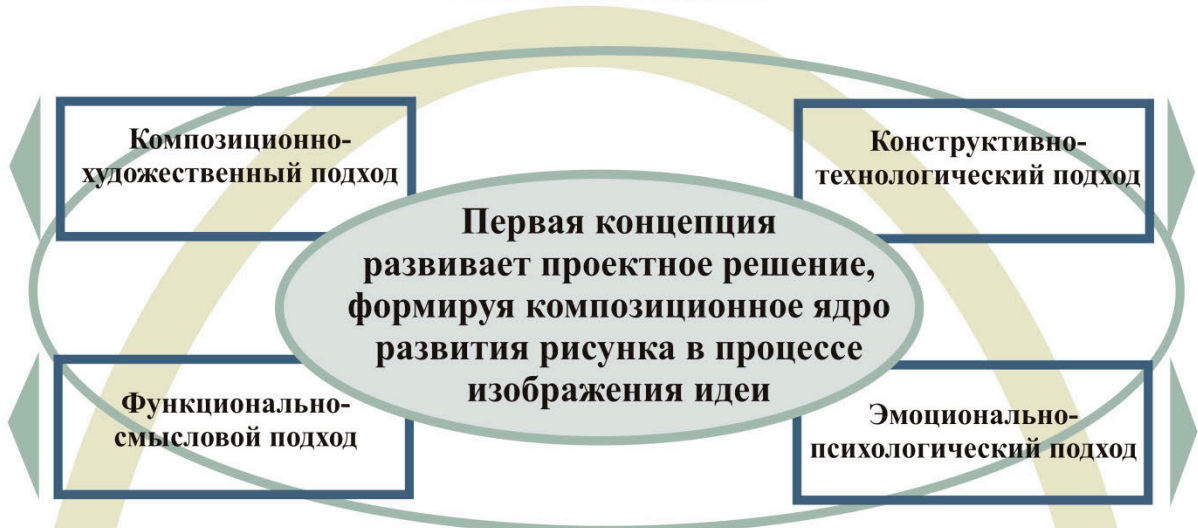 Композиционно-
художественный подход
Конструктивно-
технологический подход
Первая концепция
развивает проектное решение,
формируя композиционное ядро
развития рисунка в процессе
изображения идеи
Функционально-
смысловой подход
Эмоционально-
психологический подход